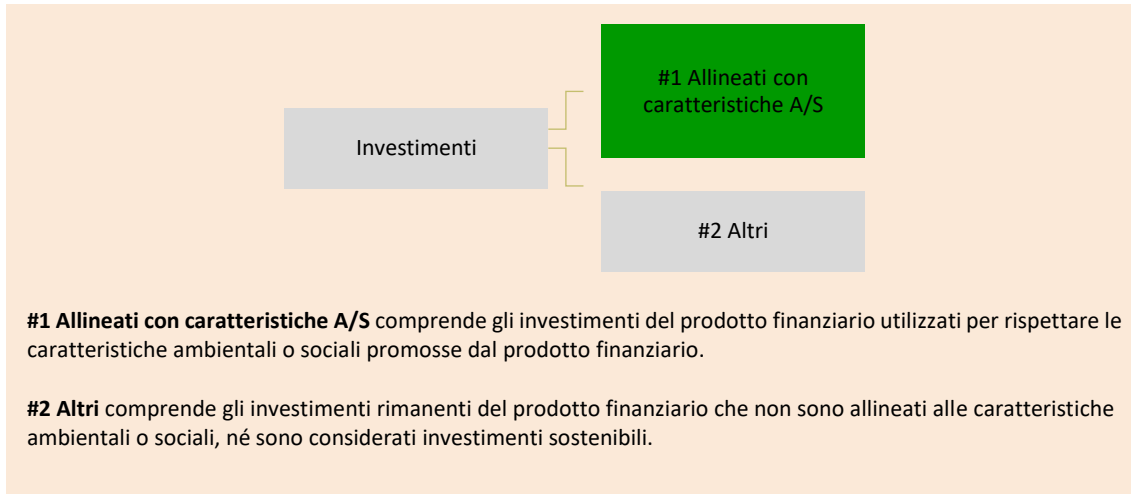 #1 Allineati con
caratteristiche A/S
Investimenti
#2 Altri
#1 Allineati con caratteristiche A/S comprende gli investimenti del prodotto finanziario utilizzati per rispettare le
caratteristiche ambientali o sociali promosse dal prodotto finanziario.
#2 Altri comprende gli investimenti rimanenti del prodotto finanziario che non sono allineati alle caratteristiche
ambientali o sociali, né sono considerati investimenti sostenibili.